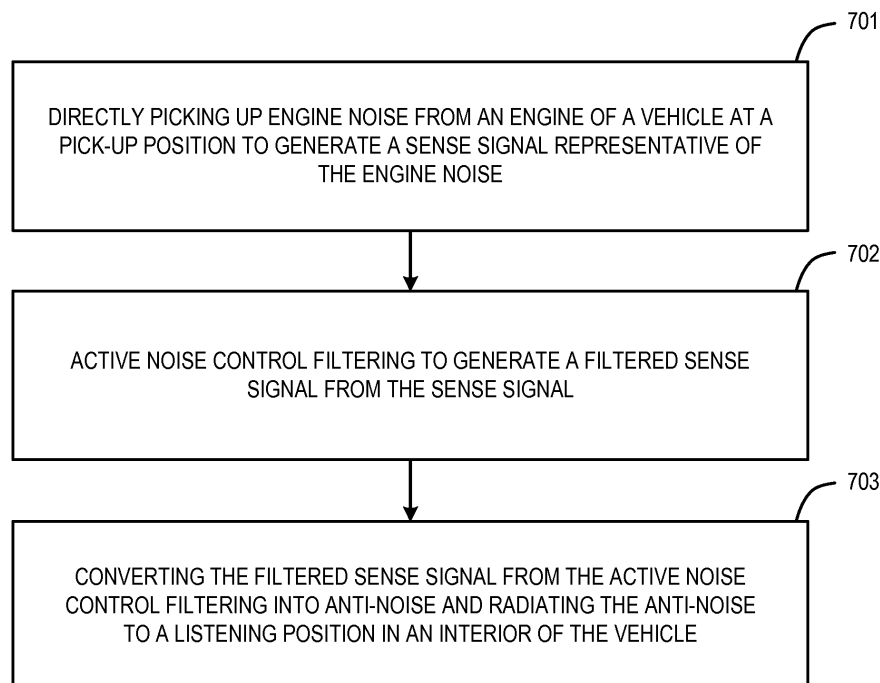 701
DIRECTLY PICKING UP ENGINE NOISE FROM AN ENGINE OF A VEHICLE AT A
PICK-UP POSITION TO GENERATE A SENSE SIGNAL REPRESENTATIVE OF
THE ENGINE NOISE
702
ACTIVE NOISE CONTROL FILTERING TO GENERATE A FILTERED SENSE
SIGNAL FROM THE SENSE SIGNAL
703
CONVERTING THE FILTERED SENSE SIGNAL FROM THE ACTIVE NOISE
CONTROL FILTERING INTO ANTI-NOISE AND RADIATING THE ANTI-NOISE
TO A LISTENING POSITION IN AN INTERIOR OF THE VEHICLE